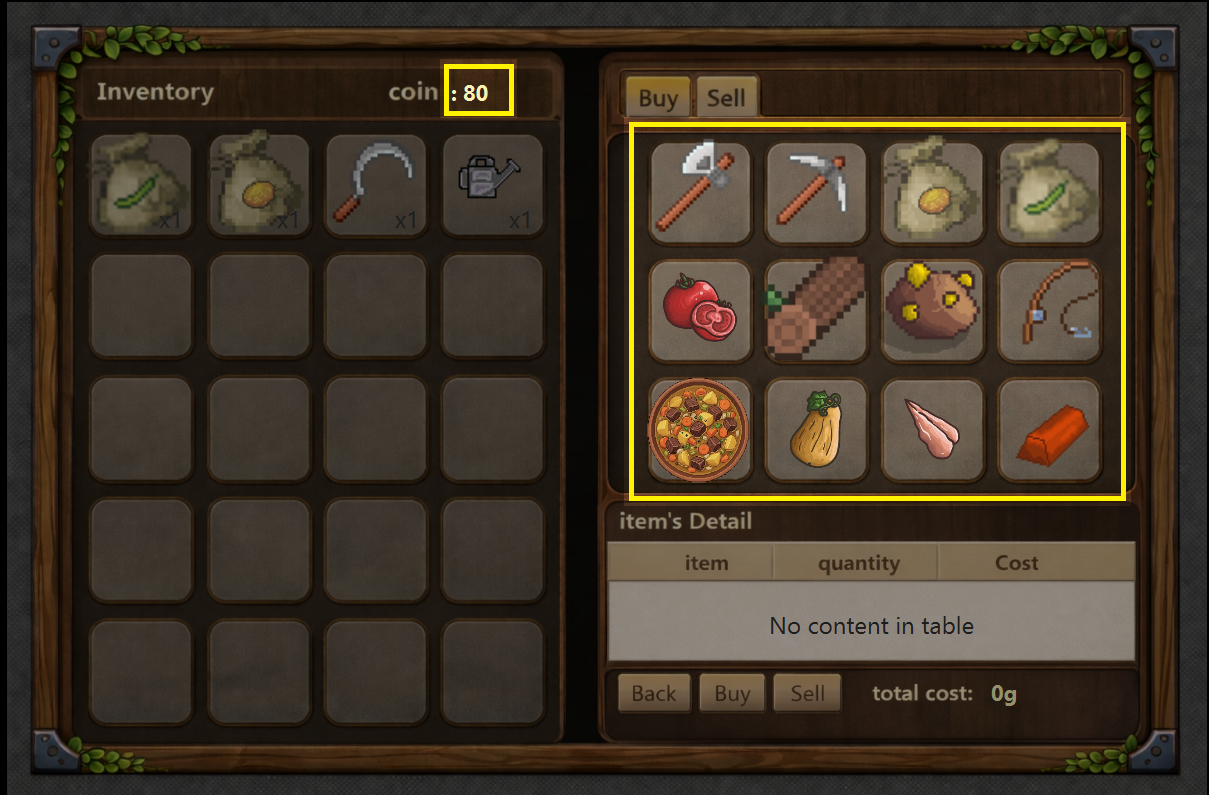 Inventory
coin : 80
x1
x1
x1
x1
Buy
Sell
item's Detail
item
quantity
Cost
No content in table
Back
Buy
Sell
total cost: 0g